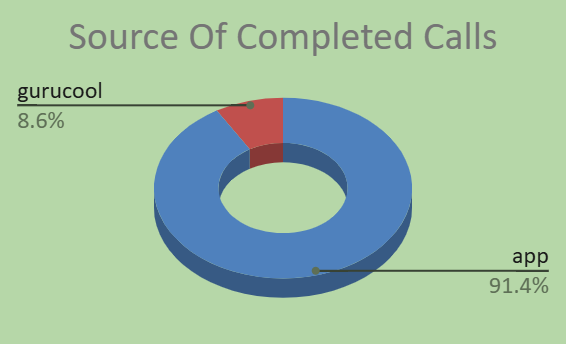 Source Of Completed Calls
gurucool
8.6%
app
91.4%